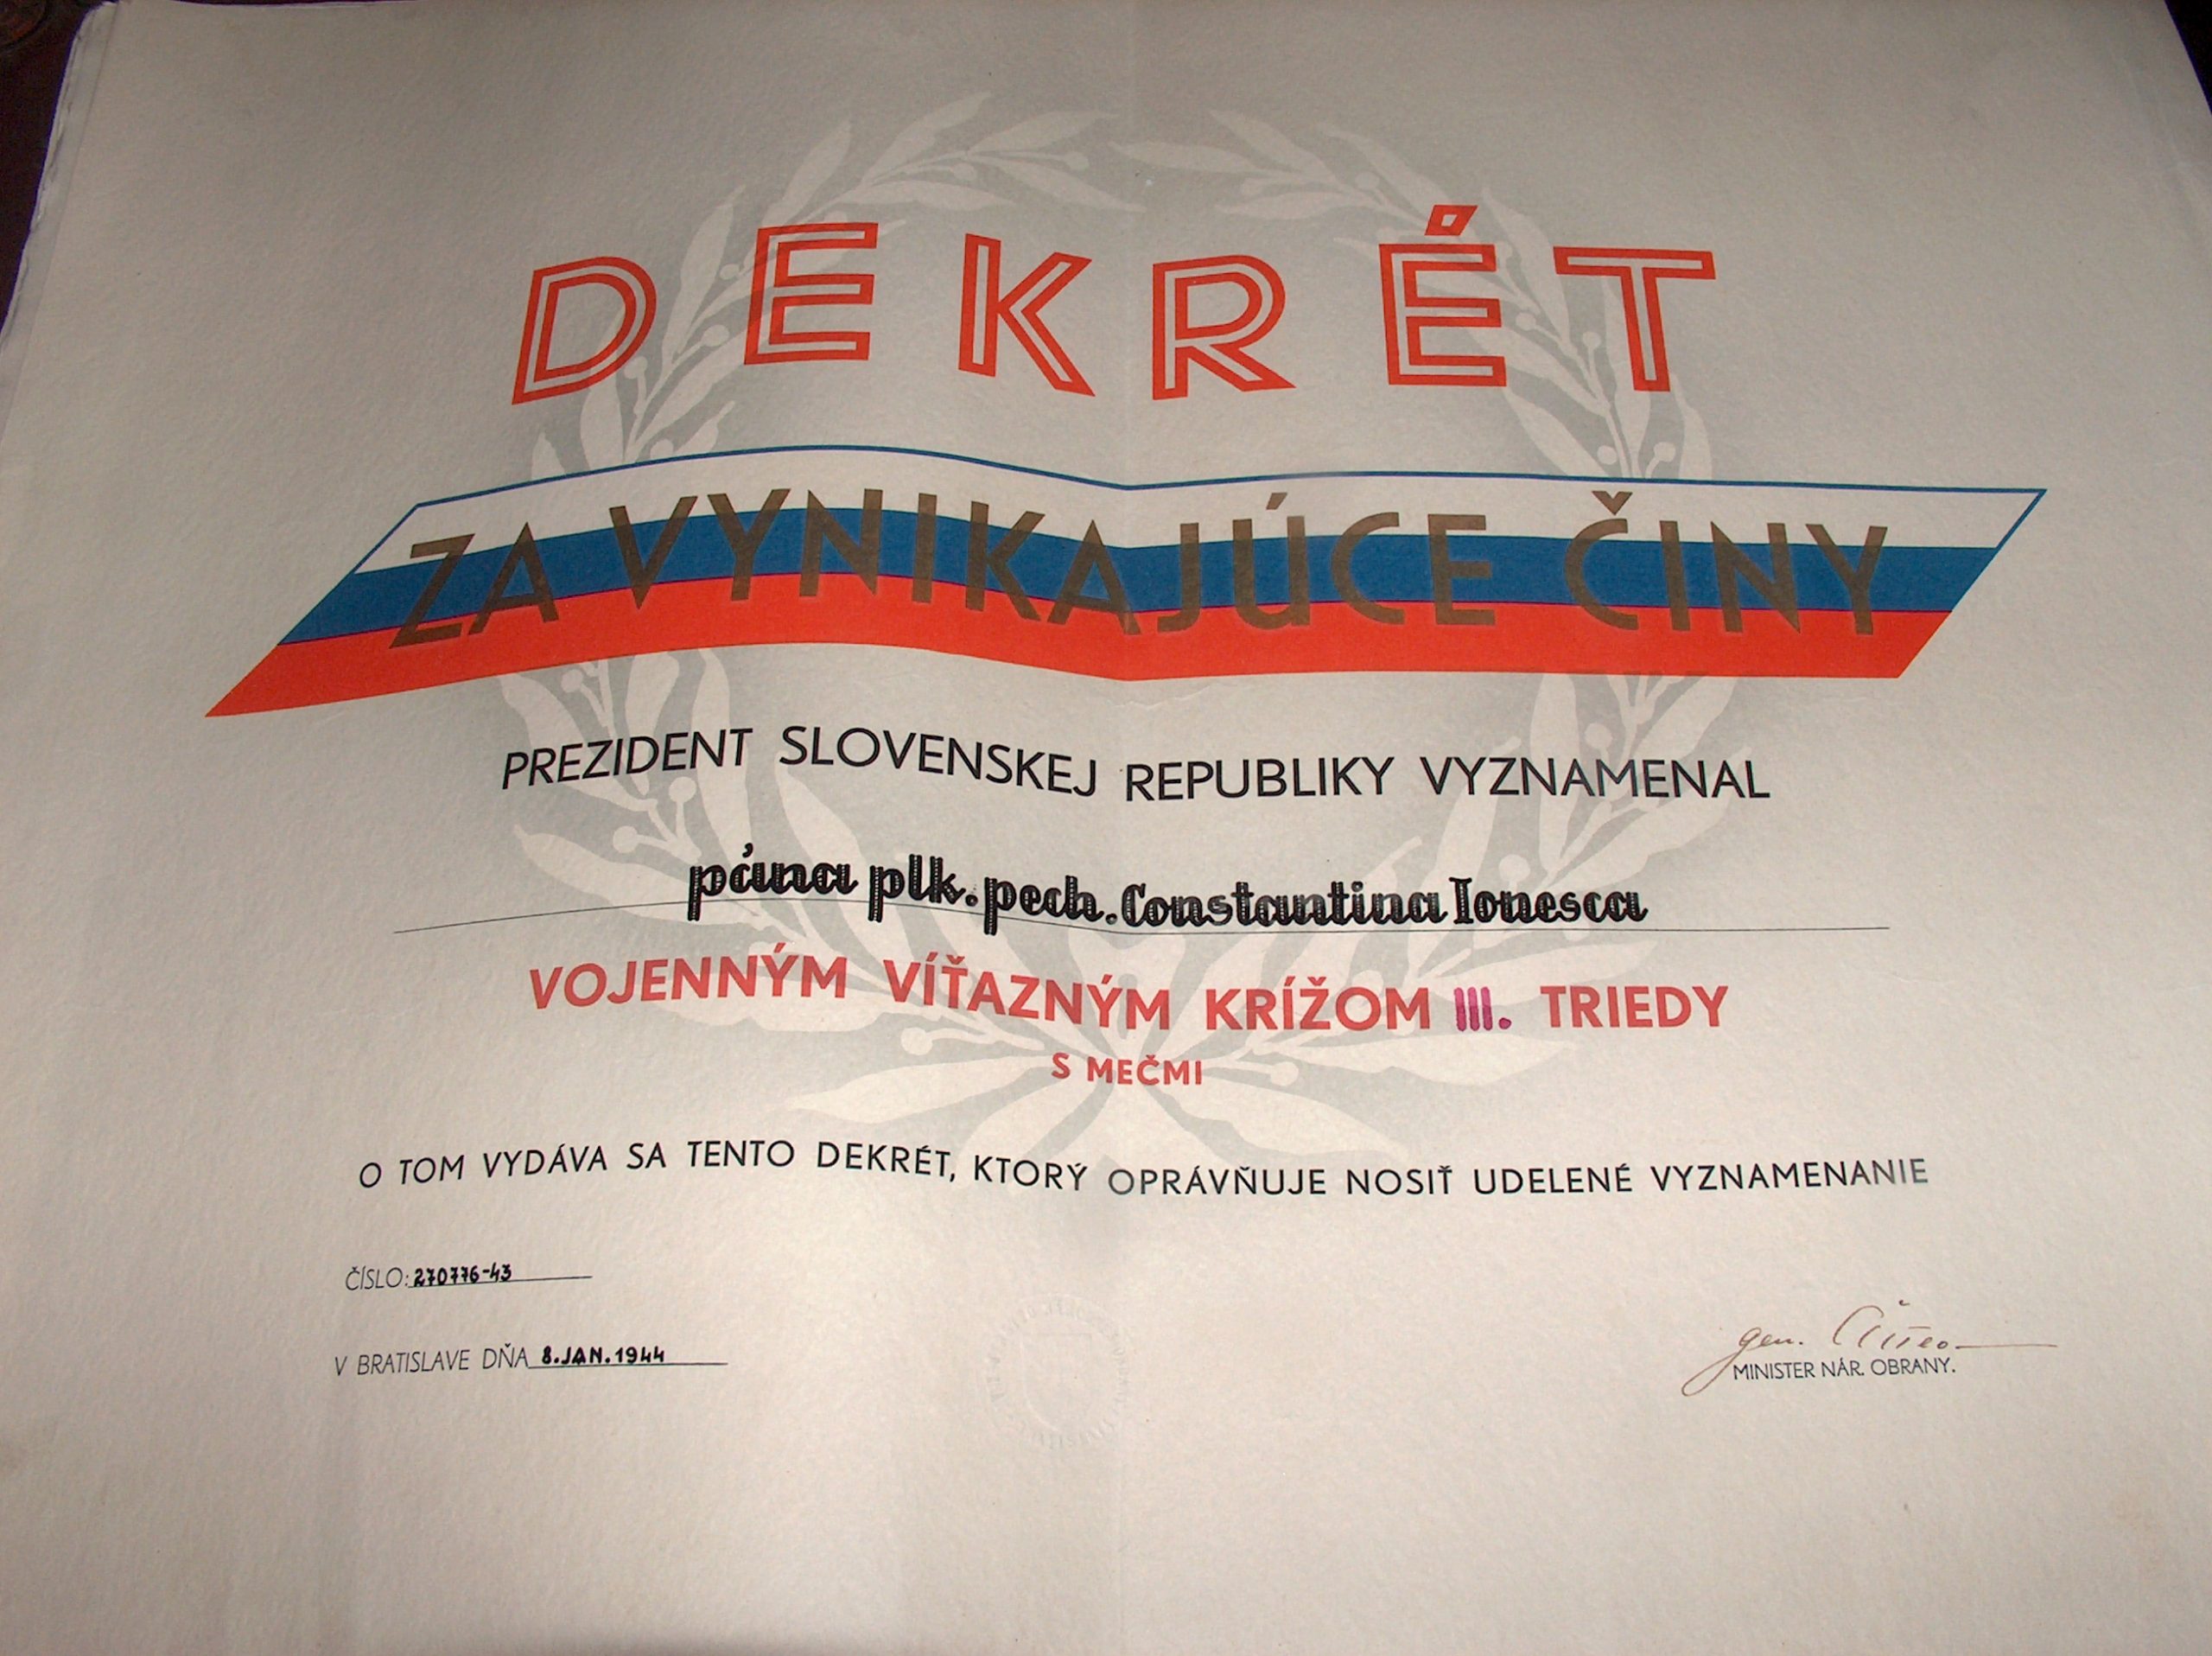 DEKRÉT
ZA VYNIKAJÚCE ČINY
PREZIDENT SLOVENSKEJ REPUBLIKY VYZNAMENAL
pána plk. pech. Constantina Ionesca
VOJENNÝM VÍŤAZNÝM KRÍŽOM III. TRIEDY
S MEČMI
O TOM VYDÁVA SA TENTO DEKRÉT, KTORÝ OPRÁVŇUJE NOSIŤ UDELENÉ VYZNAMENANIE
ČÍSLO: 270776-43
V BRATISLAVE DŇA 8. JAN. 1944
gen.
MINISTER NÁR. OBRANY.